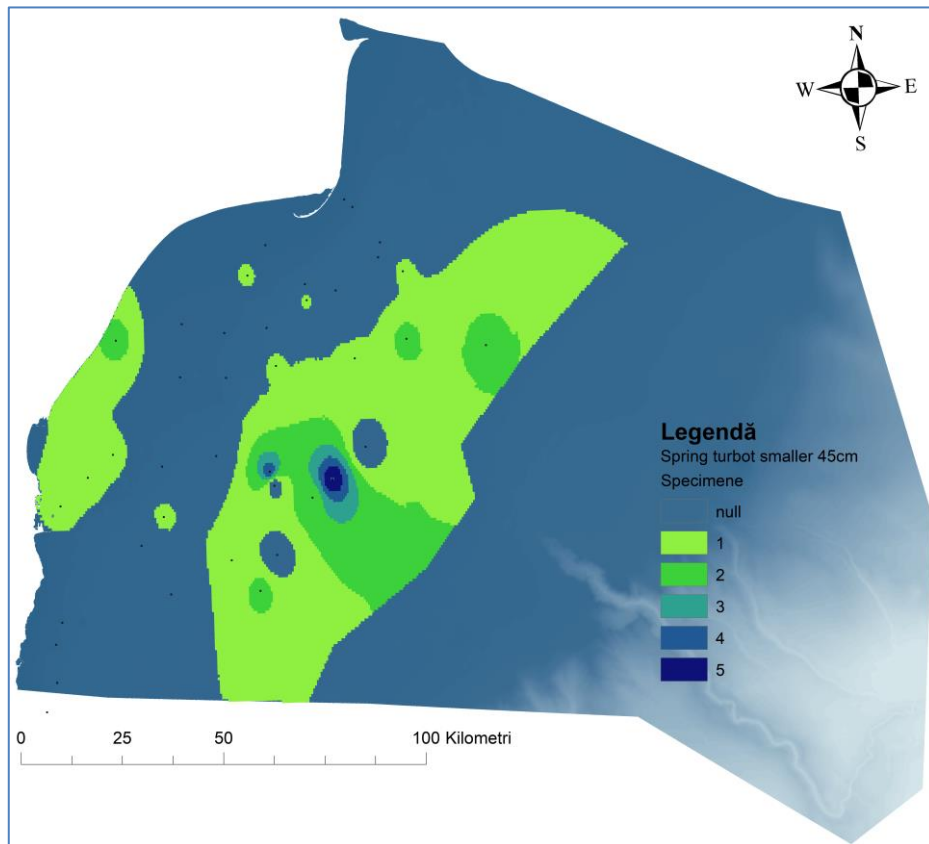 N
W E
S
Legendă
Spring turbot smaller 45cm
Specimene
null
1
2
3
4
5
0 25 50 100 Kilometri